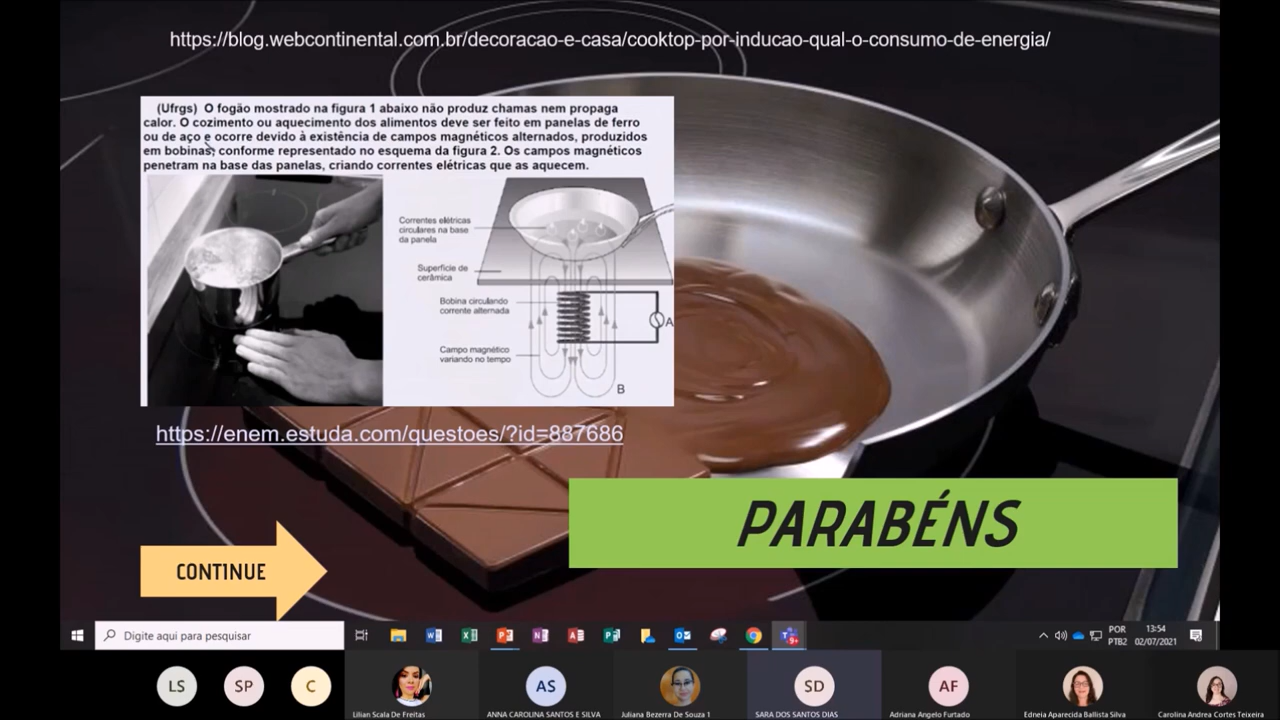 https://blog.webcontinental.com.br/decoracao-e-casa/cooktop-por-inducao-qual-o-consumo-de-energia/
(Ufrgs) O fogão mostrado na figura 1 abaixo não produz chamas nem propaga
calor. O cozimento ou aquecimento dos alimentos deve ser feito em panelas de ferro
ou de aço e ocorre devido à existência de campos magnéticos alternados, produzidos
em bobinas, conforme representado no esquema da figura 2. Os campos magnéticos
penetram na base das panelas, criando correntes elétricas que as aquecem.
Correntes elétricas
circulares na base
da panela
Superfície de
cerâmica
Bobina circulando
corrente alternada
A
Campo magnético
variando no tempo
B
https://enem.estuda.com/questoes/?id=887686
PARABÉNS
CONTINUE
Digite aqui para pesquisar
POR
PTB2
13:54
02/07/2021
LS
SP
C
AS
SD
AF
Lilian Scala De Freitas
ANNA CAROLINA SANTOS E SILVA
Juliana Bezerra De Souza 1
SARA DOS SANTOS DIAS
Adriana Angelo Furtado
Edneia Aparecida Ballista Silva
Carolina Andrea Cortes Teixeira